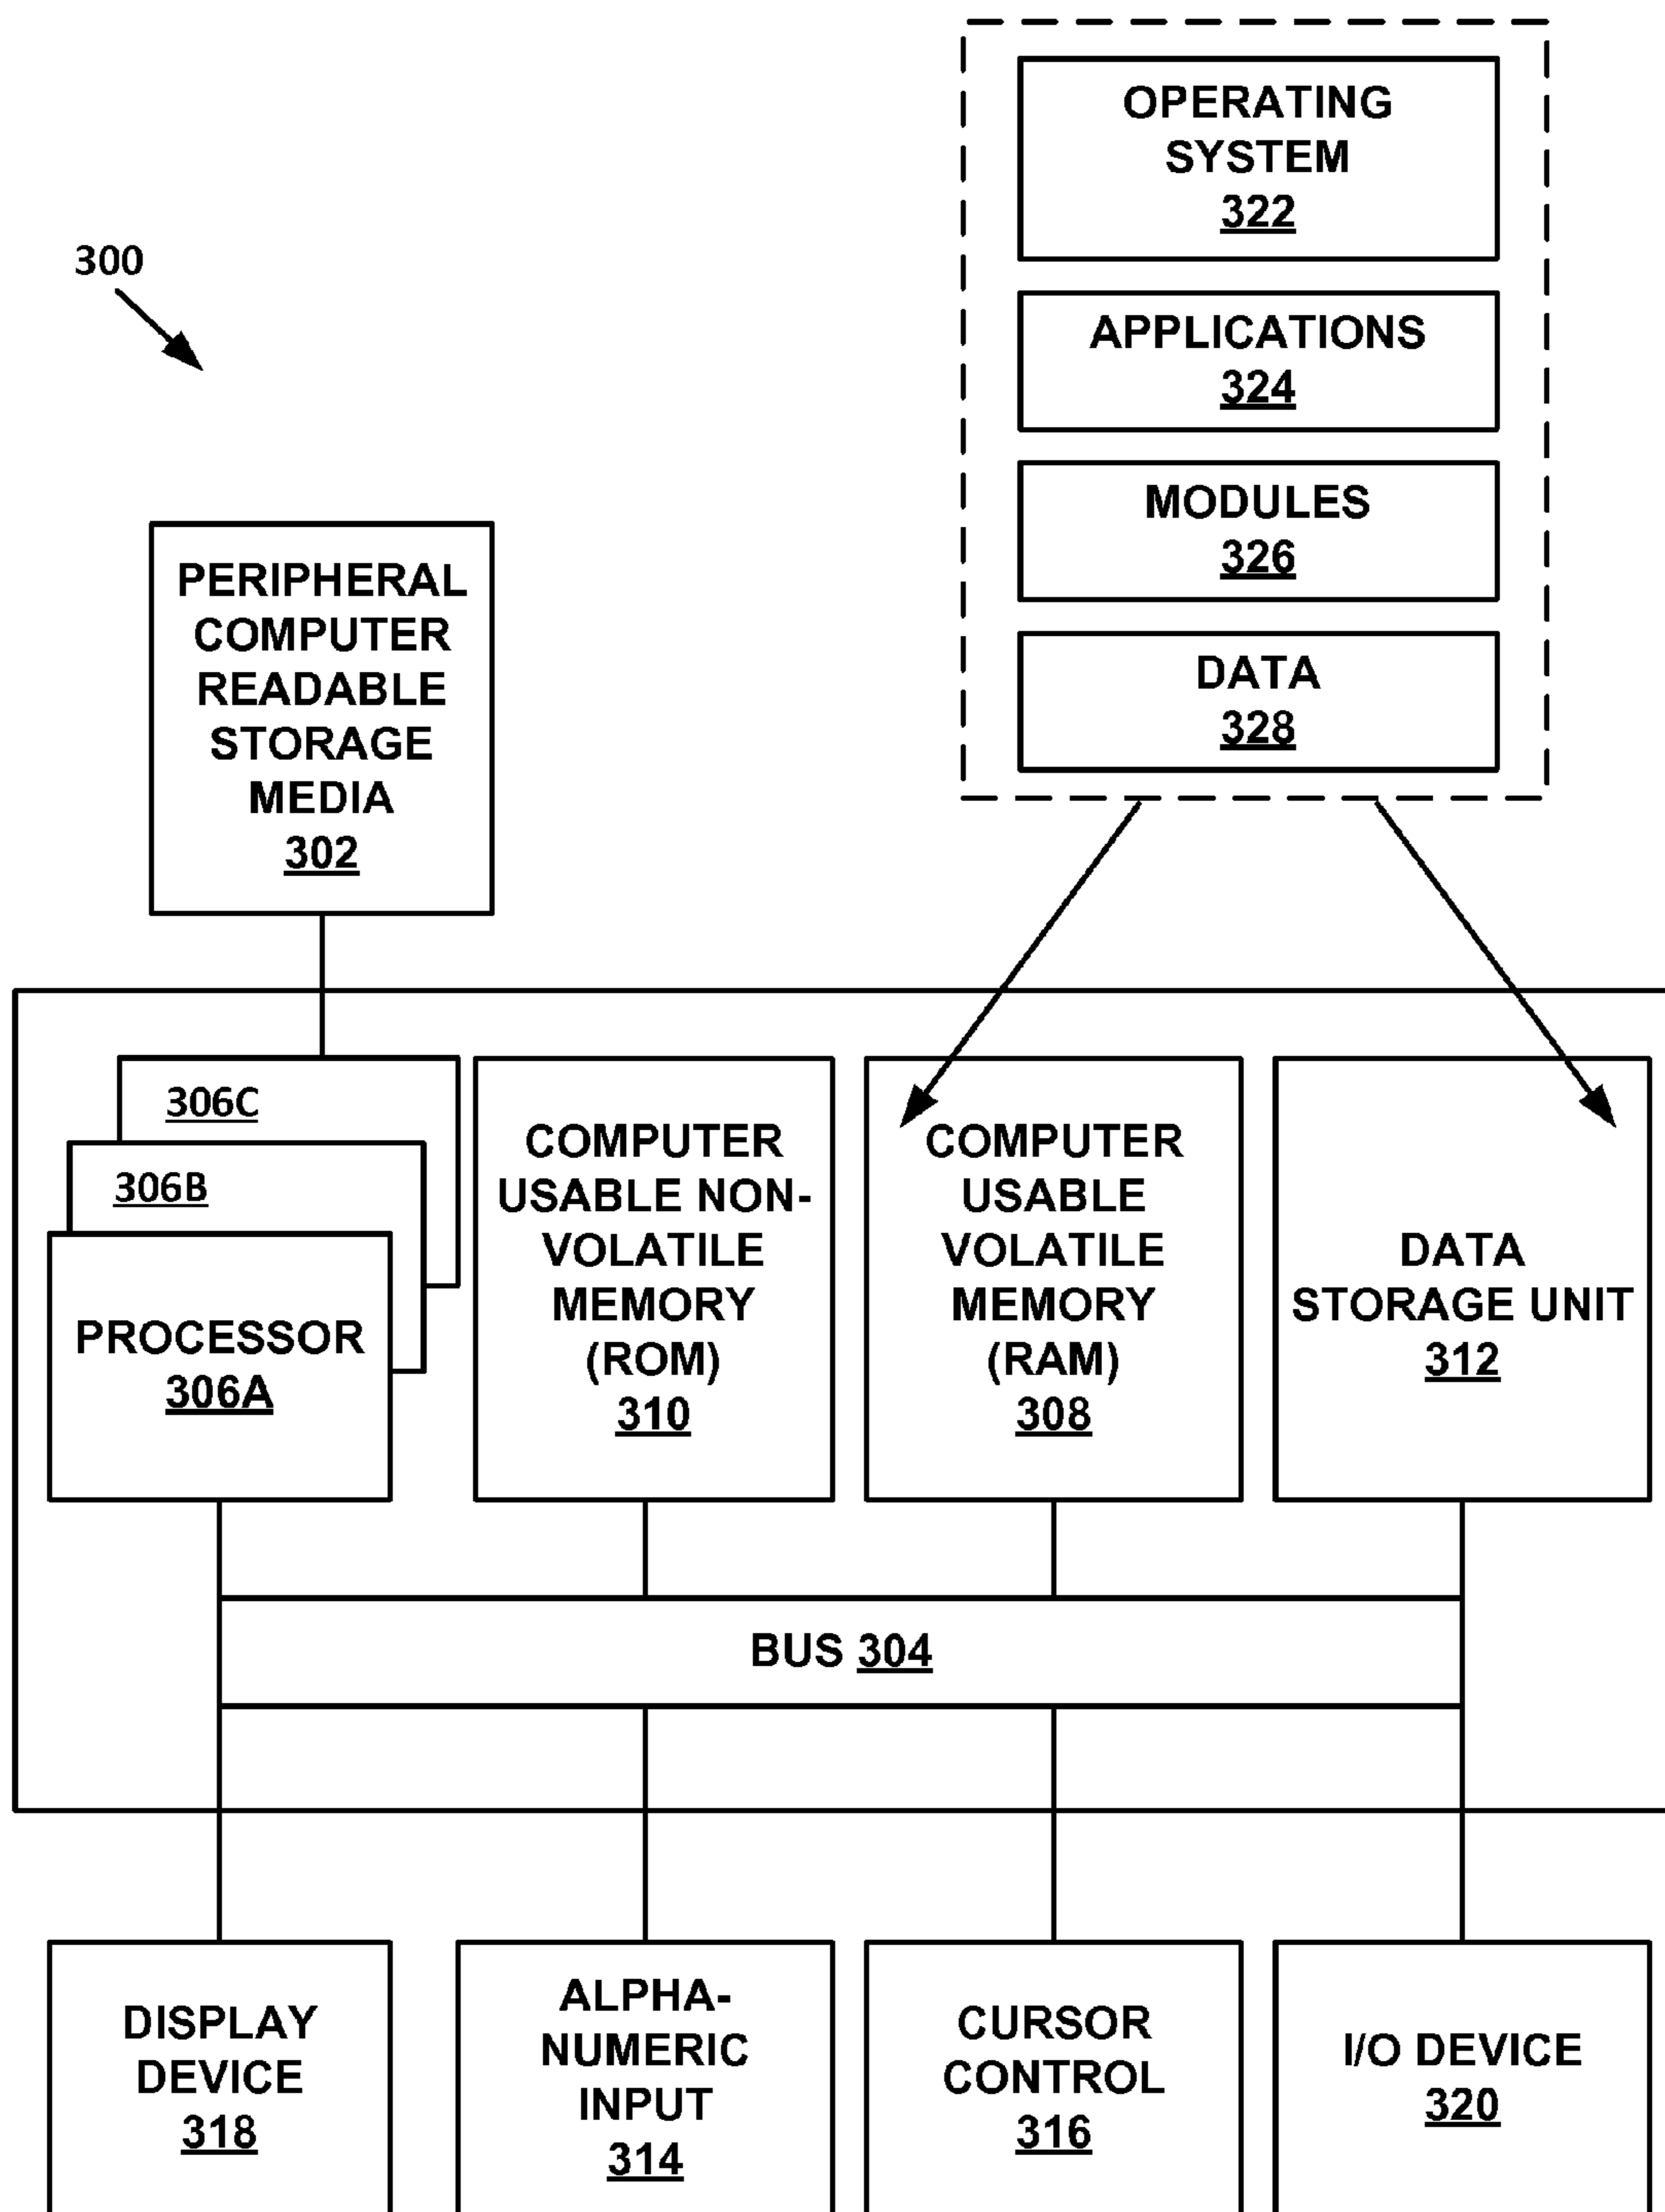 OPERATING
SYSTEM
322
300
APPLICATIONS
324
MODULES
326
DATA
328
PERIPHERAL
COMPUTER
READABLE
STORAGE
MEDIA
302
306C
306B
PROCESSOR
306A
COMPUTER
USABLE NON-
VOLATILE
MEMORY
(ROM)
310
COMPUTER
USABLE
VOLATILE
MEMORY
(RAM)
308
DATA
STORAGE UNIT
312
BUS 304
DISPLAY
DEVICE
318
ALPHA-
NUMERIC
INPUT
314
CURSOR
CONTROL
316
I/O DEVICE
320